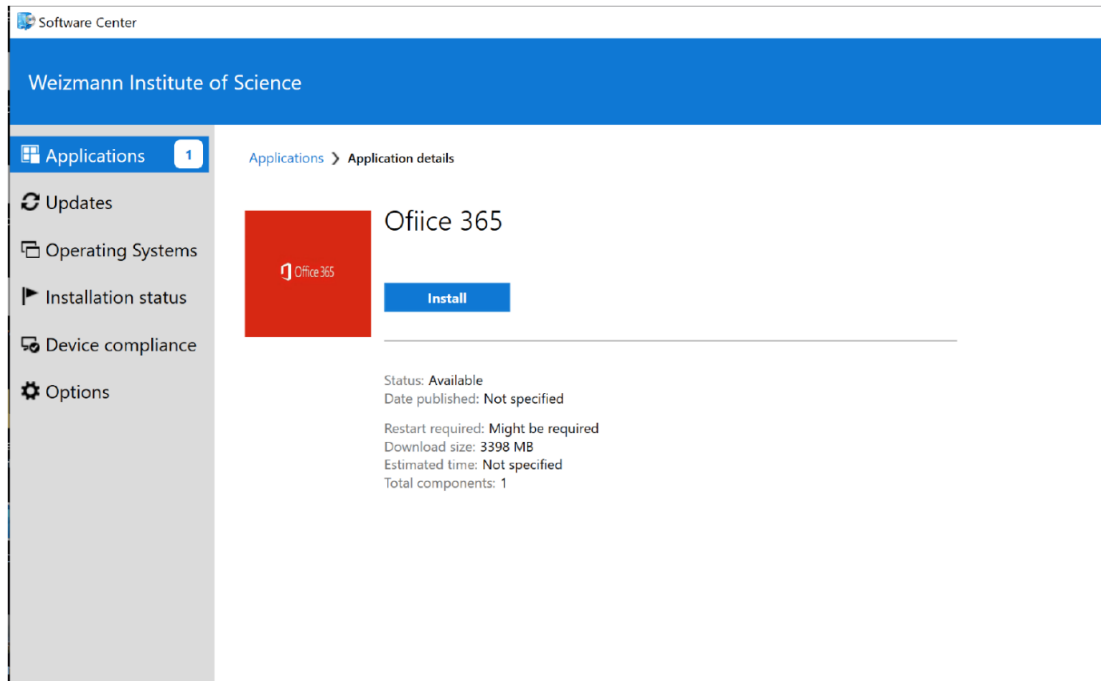 Software Center
Weizmann Institute of Science
Applications 1
Updates
Operating Systems
Installation status
Device compliance
Options
Applications ❯ Application details
Ofiice 365
Office 365
Install
Status: Available
Date published: Not specified
Restart required: Might be required
Download size: 3398 MB
Estimated time: Not specified
Total components: 1